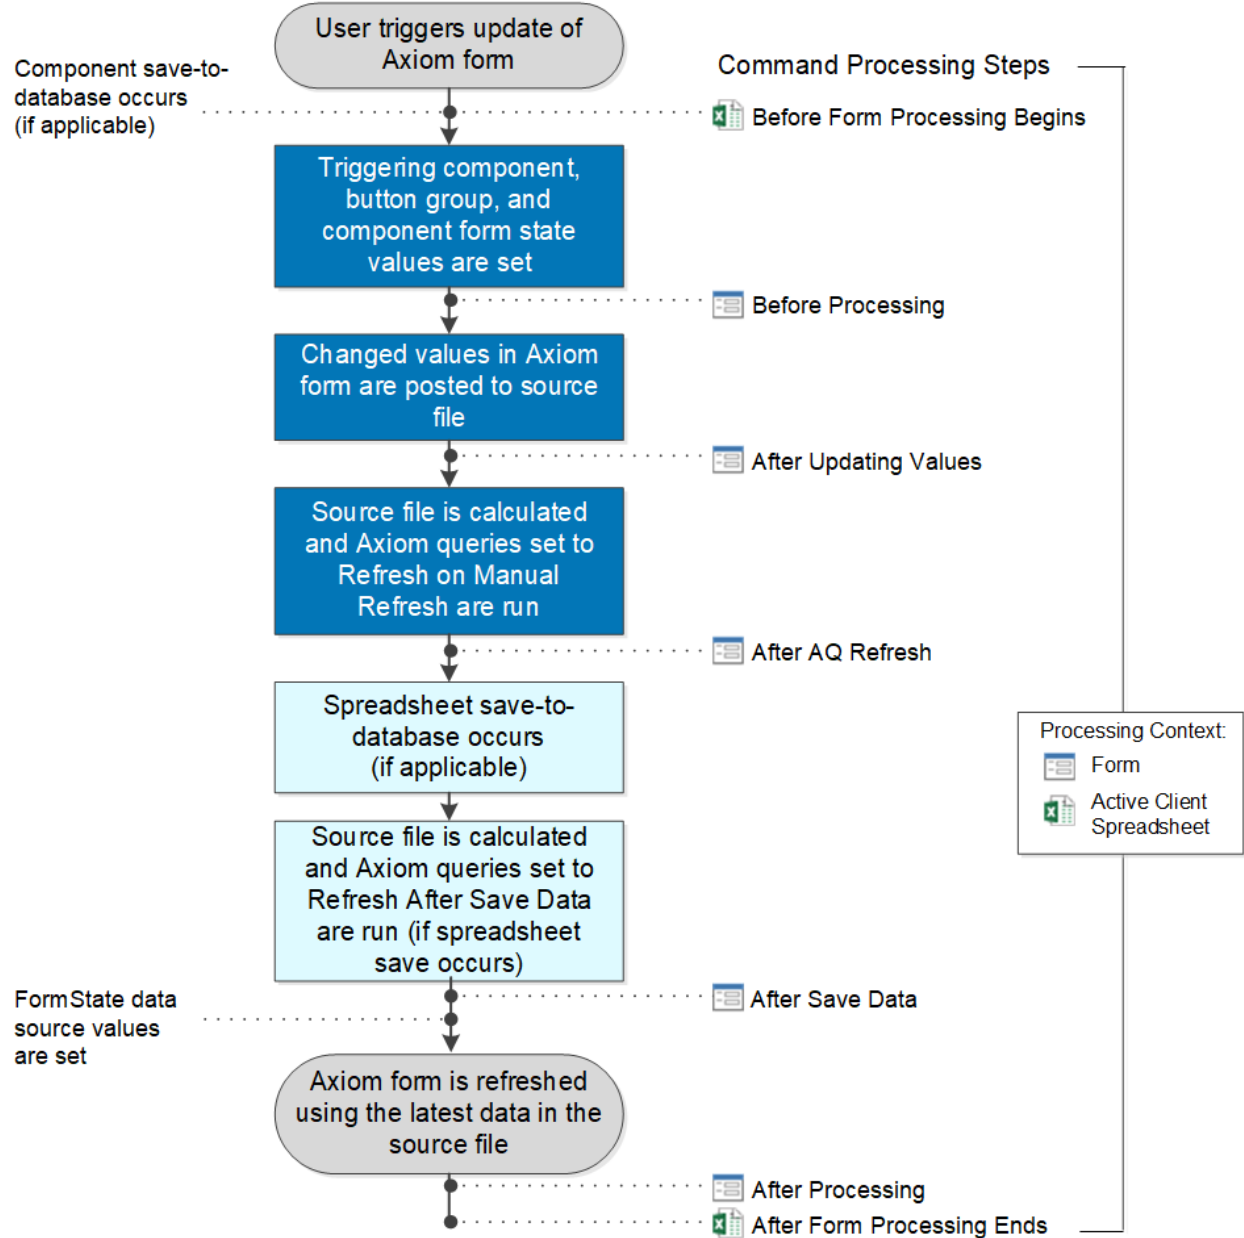 User triggers update of
Axiom form
Component save-to-
database occurs
(if applicable)
Command Processing Steps
Before Form Processing Begins
Triggering component,
button group, and
component form state
values are set
Before Processing
Changed values in Axiom
form are posted to source
file
After Updating Values
Source file is calculated
and Axiom queries set to
Refresh on Manual
Refresh are run
After AQ Refresh
Spreadsheet save-to-
database occurs
(if applicable)
Processing Context:
Form
Active Client
Spreadsheet
Source file is calculated
and Axiom queries set to
Refresh After Save Data
are run (if spreadsheet
save occurs)
After Save Data
FormState data
source values
are set
Axiom form is refreshed
using the latest data in the
source file
After Processing
After Form Processing Ends